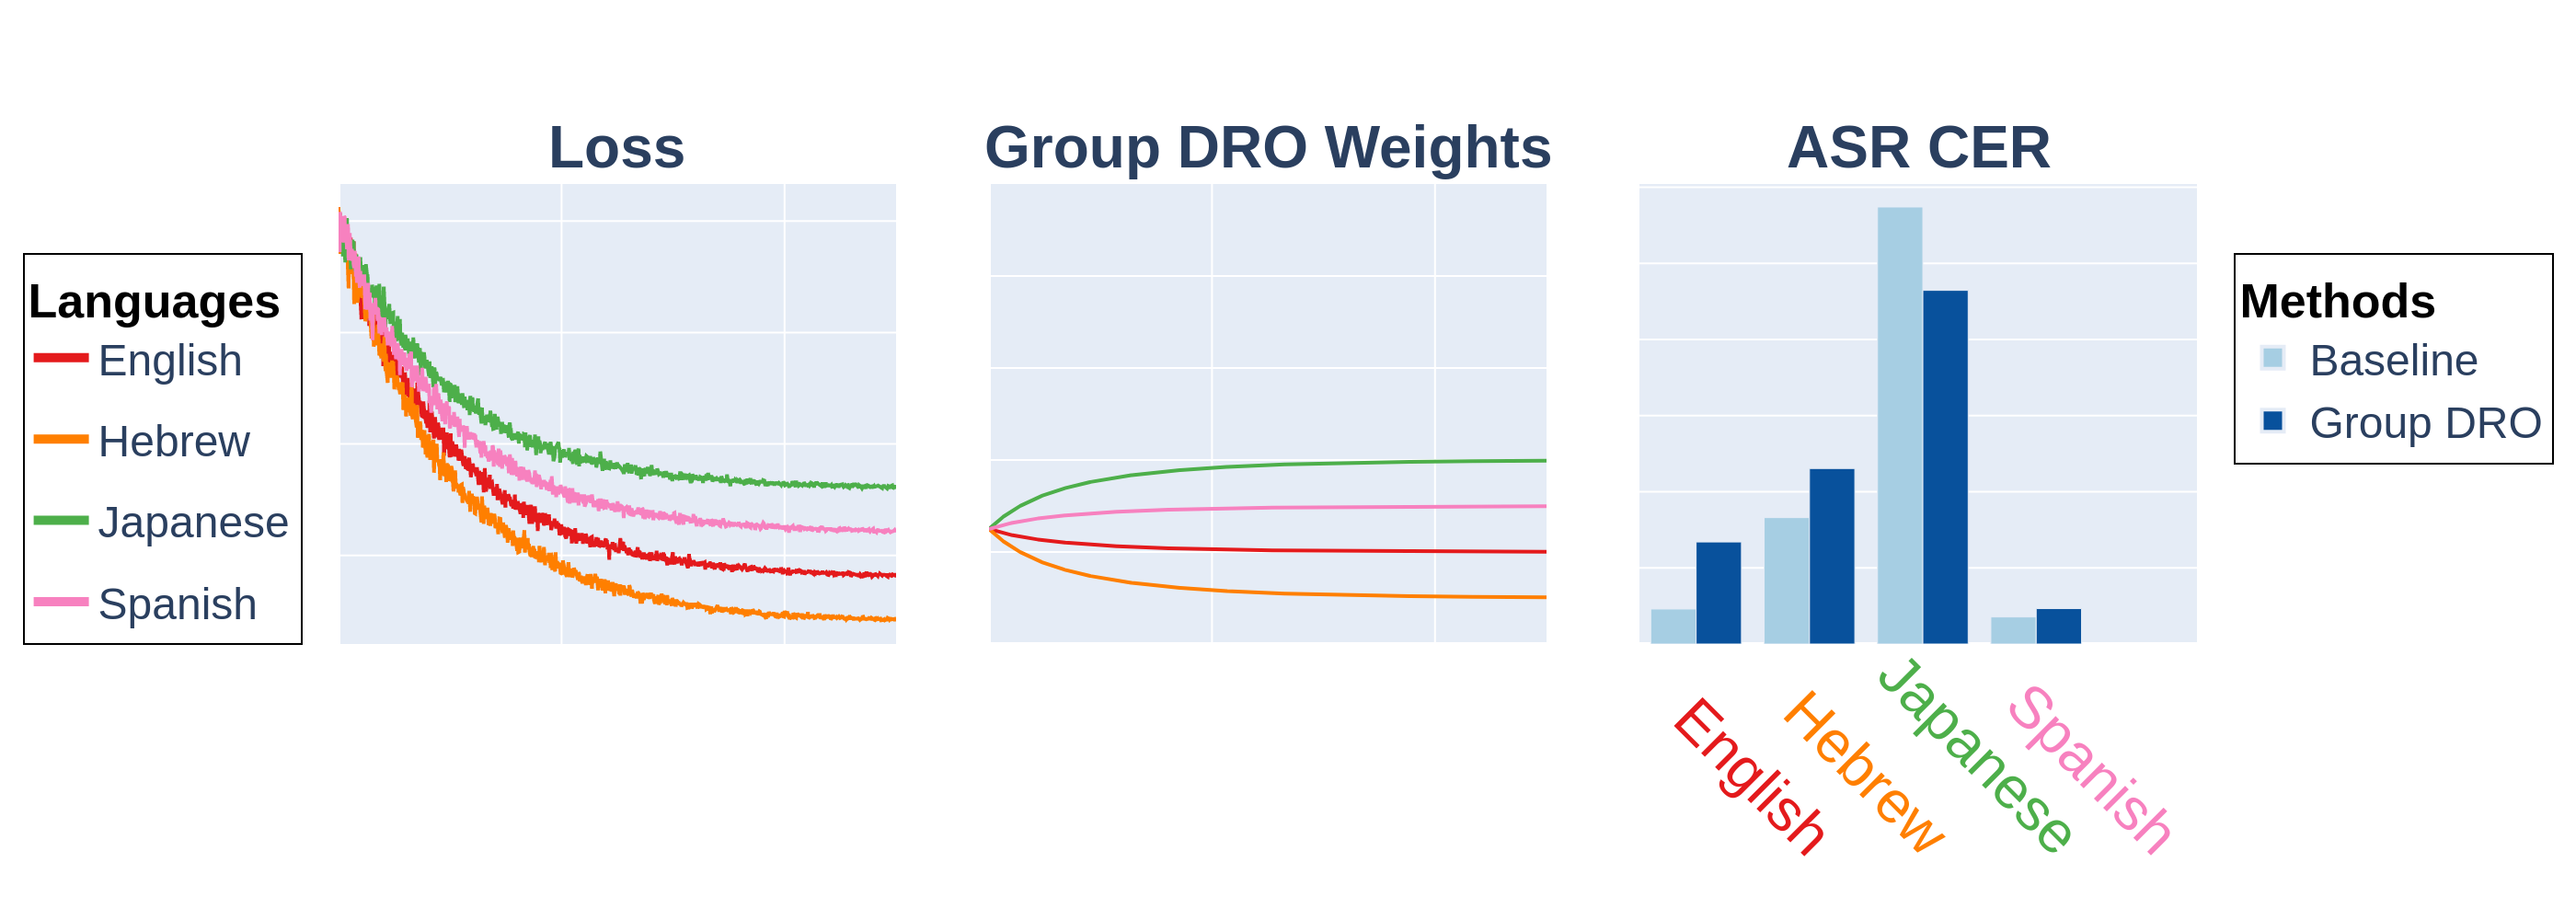 Loss
Group DRO Weights
ASR CER
Languages
English
Hebrew
Japanese
Spanish
Methods
Baseline
Group DRO
English
Hebrew
Japanese
Spanish